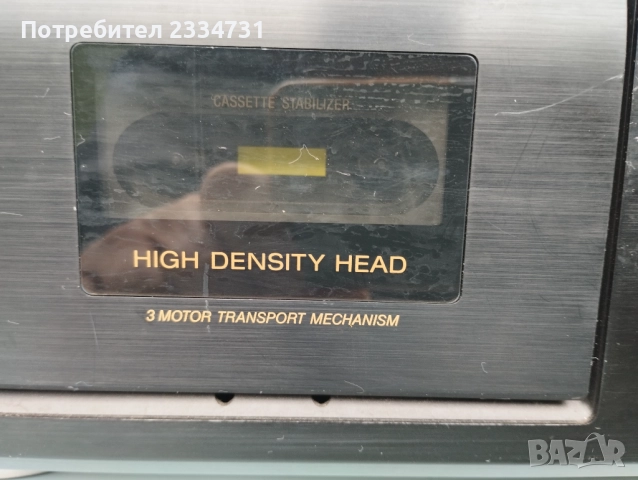 Потребител 2334731
CASSETTE STABILIZER
HIGH DENSITY HEAD
3 MOTOR TRANSPORT MECHANISM
BAZAR